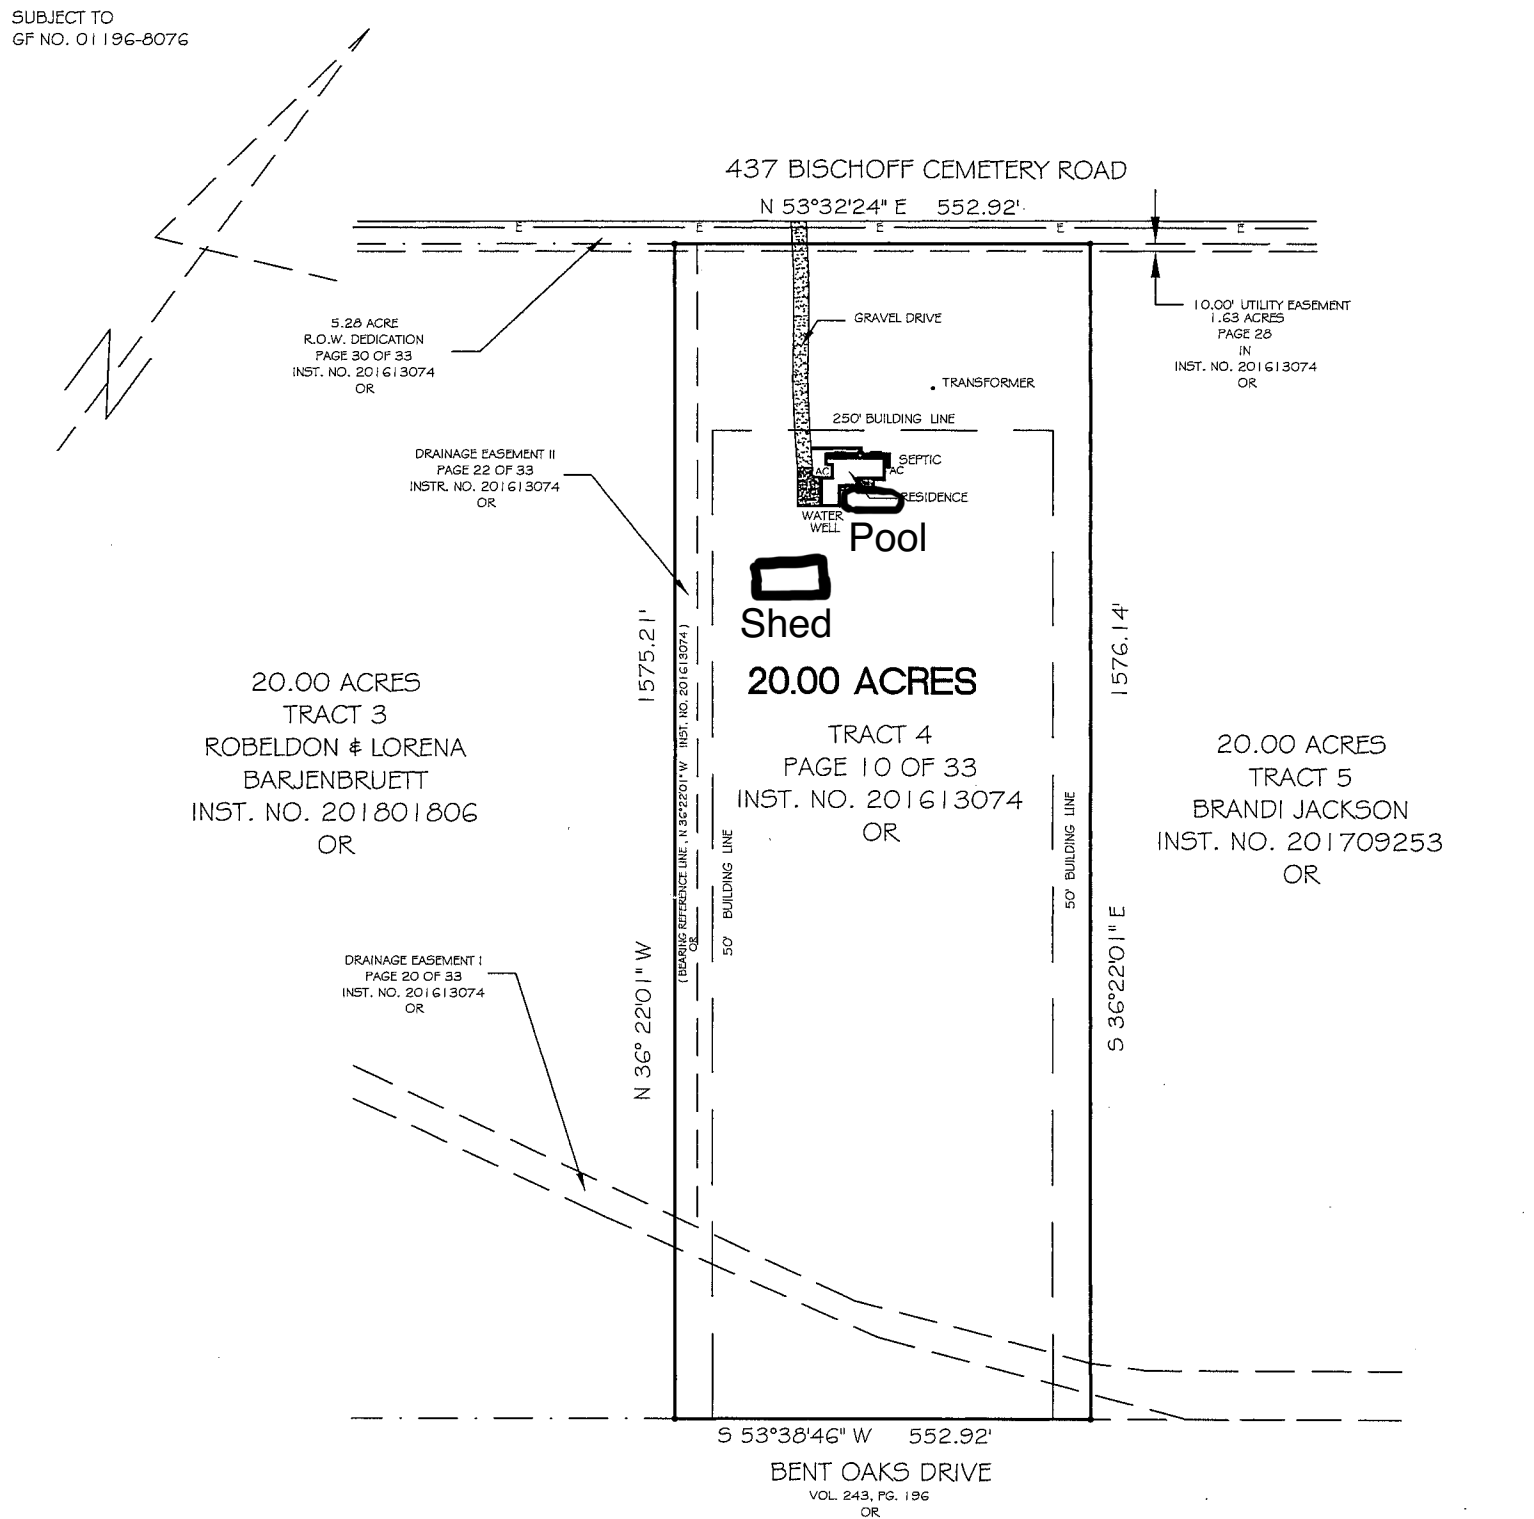 SUBJECT TO
GF NO. 01196-8076
437 BISCHOFF CEMETERY ROAD
N 53°32'24" E 552.92'
E E E E E
5.28 ACRE
R.O.W. DEDICATION
PAGE 30 OF 33
INST. NO. 201613074
OR
10.00' UTILITY EASEMENT
1.63 ACRES
PAGE 28
IN
INST. NO. 201613074
OR
GRAVEL DRIVE
TRANSFORMER
250' BUILDING LINE
DRAINAGE EASEMENT II
PAGE 22 OF 33
INSTR. NO. 201613074
OR
SEPTIC
AC
AC
RESIDENCE
WATER
WELL
Pool
Shed
1575.21'
1576.14'
(BEARING REFERENCE LINE, N 36°22'01" W INST. NO. 201613074)
OR
20.00 ACRES
20.00 ACRES
TRACT 3
ROBELDON & LORENA
BARJENBRUETT
INST. NO. 201801806
OR
TRACT 4
PAGE 10 OF 33
INST. NO. 201613074
OR
20.00 ACRES
TRACT 5
BRANDI JACKSON
INST. NO. 201709253
OR
50' BUILDING LINE
50' BUILDING LINE
N 36° 22'01" W
S 36°22'01" E
DRAINAGE EASEMENT I
PAGE 20 OF 33
INST. NO. 201613074
OR
N
S 53°38'46" W 552.92'
BENT OAKS DRIVE
VOL. 243, PG. 196
OR